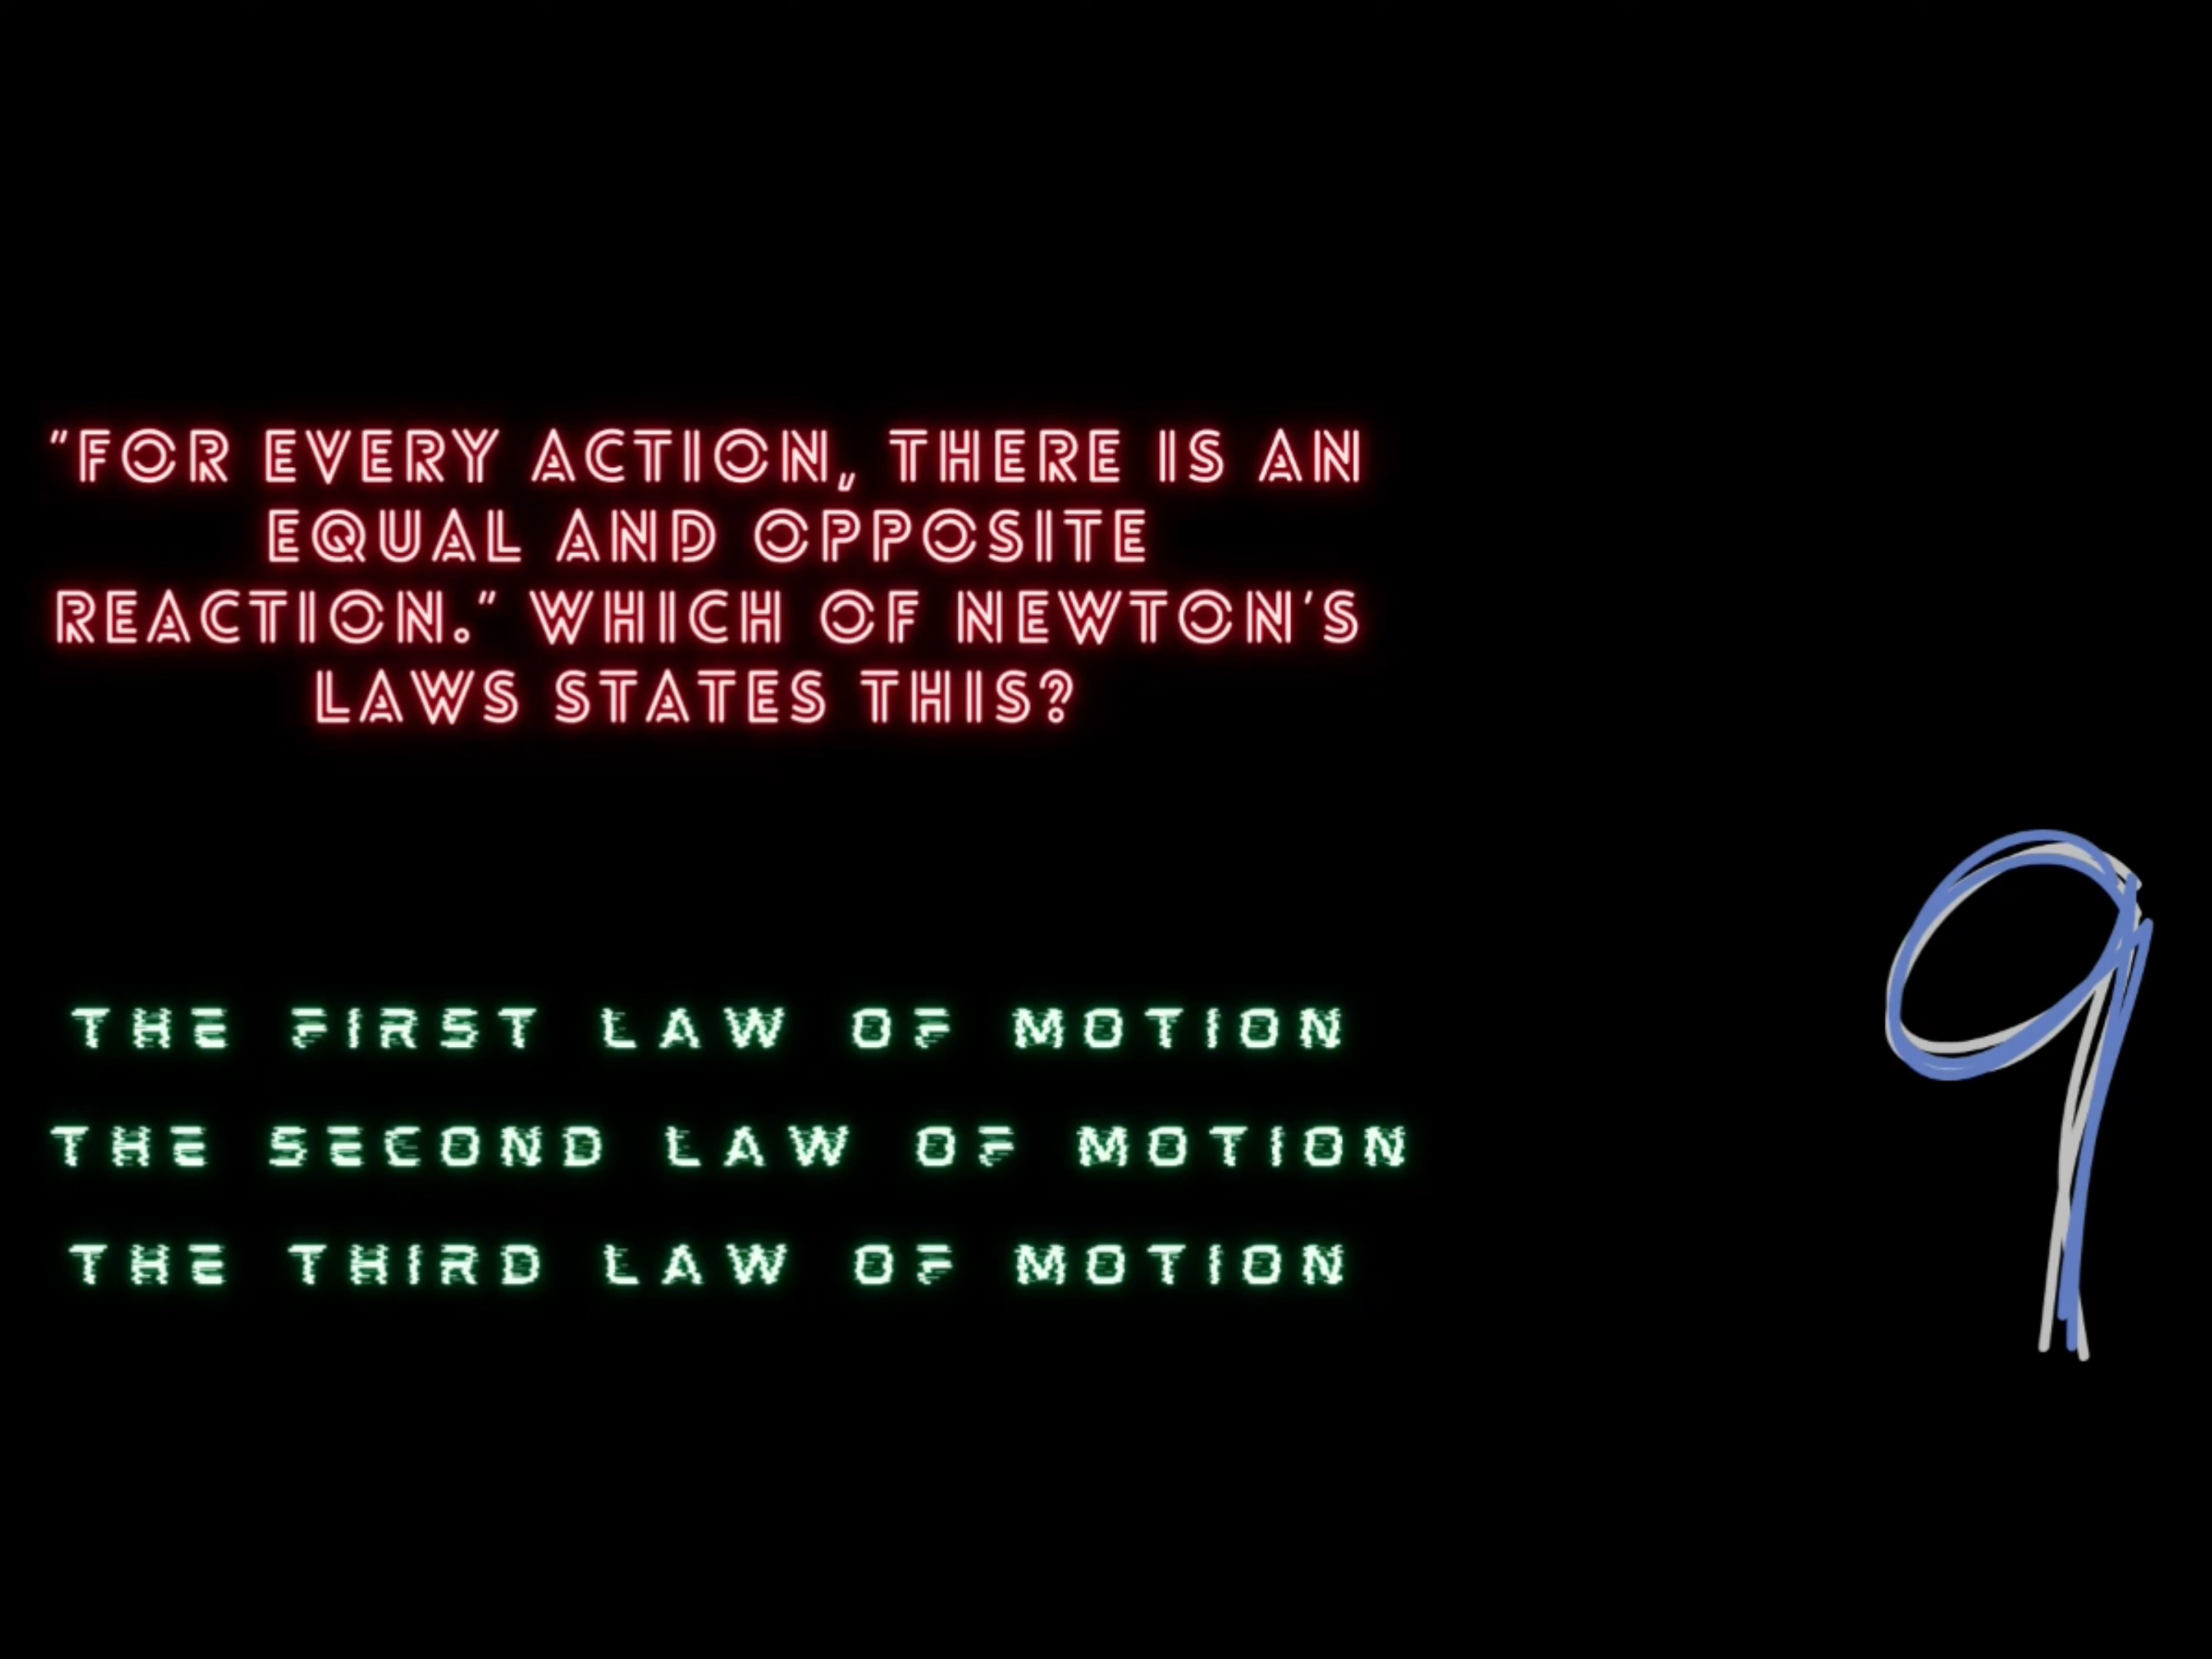 "FOR EVERY ACTION, THERE IS AN
EQUAL AND OPPOSITE
REACTION." WHICH OF NEWTON'S
LAWS STATES THIS?
9
THE FIRST LAW OF MOTION
THE SECOND LAW OF MOTION
THE THIRD LAW OF MOTION